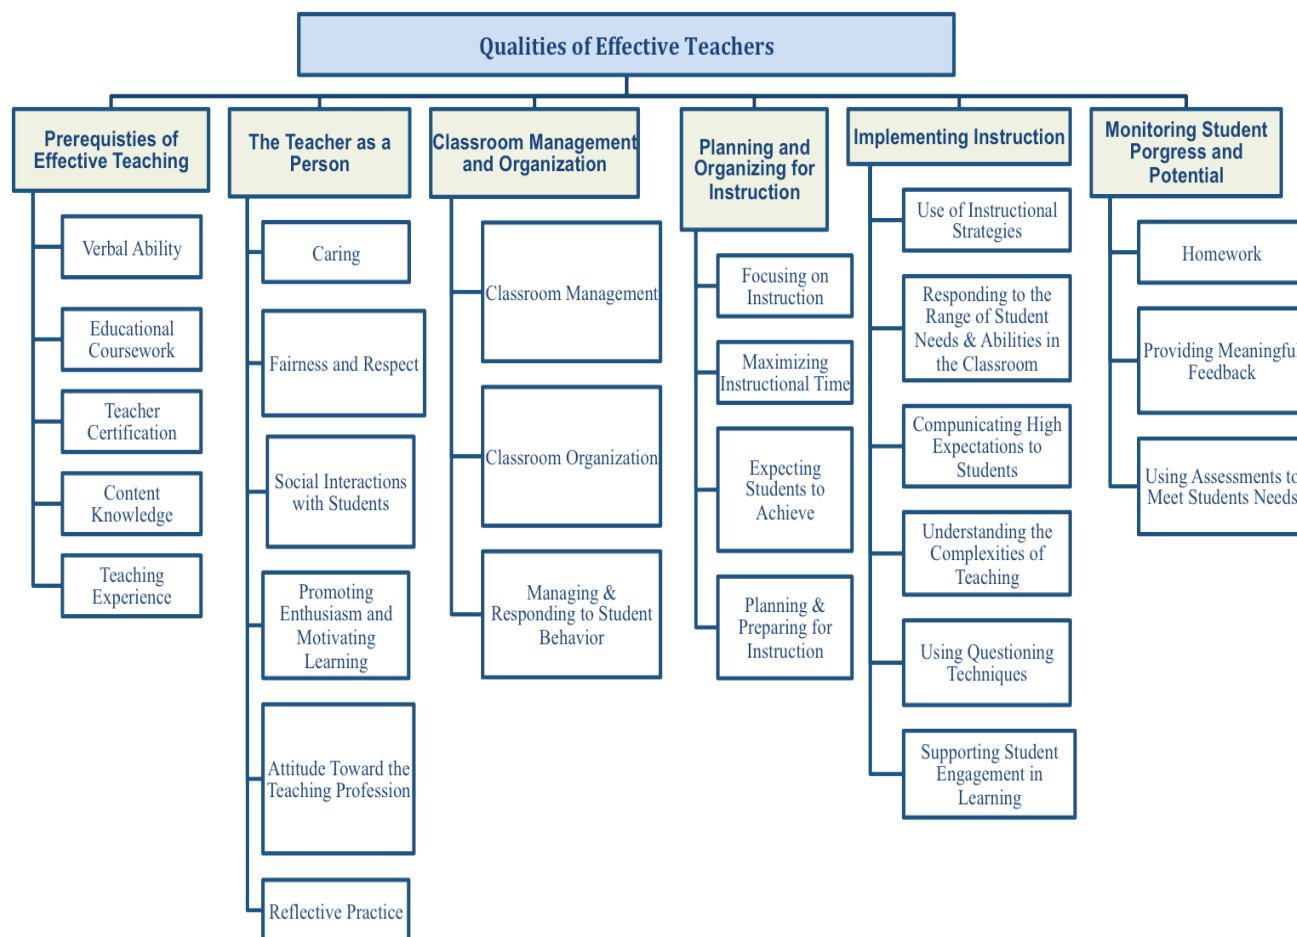 Qualities of Effective Teachers
Prerequisties of
Effective Teaching
Verbal Ability
Educational
Coursework
Teacher
Certification
Content
Knowledge
Teaching
Experience
The Teacher as a
Person
Caring
Fairness and Respect
Social Interactions
with Students
Promoting
Enthusiasm and
Motivating
Learning
Attitude Toward the
Teaching Profession
Reflective Practice
Classroom Management
and Organization
Classroom Management
Classroom Organization
Managing &
Responding to Student
Behavior
Planning and
Organizing for
Instruction
Focusing on
Instruction
Maximizing
Instructional Time
Expecting
Students to
Achieve
Planning &
Preparing for
Instruction
Implementing Instruction
Use of Instructional
Strategies
Responding to the
Range of Student
Needs & Abilities in
the Classroom
Compunicating High
Expectations to
Students
Understanding the
Complexities of
Teaching
Using Questioning
Techniques
Supporting Student
Engagement in
Learning
Monitoring Student
Porgress and
Potential
Homework
Providing Meaningful
Feedback
Using Assessments to
Meet Students Needs